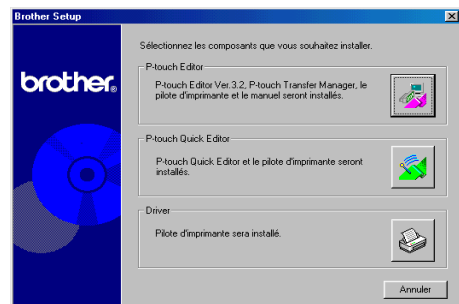 Brother Setup
Sélectionnez les composants que vous souhaitez installer.
brother®
P-touch Editor
P-touch Editor Ver.3.2, P-touch Transfer Manager, le
pilote d'imprimante et le manuel seront installés.
P-touch Quick Editor
P-touch Quick Editor et le pilote d'imprimante seront
installés.
Driver
Pilote d'imprimante sera installé.
Annuler